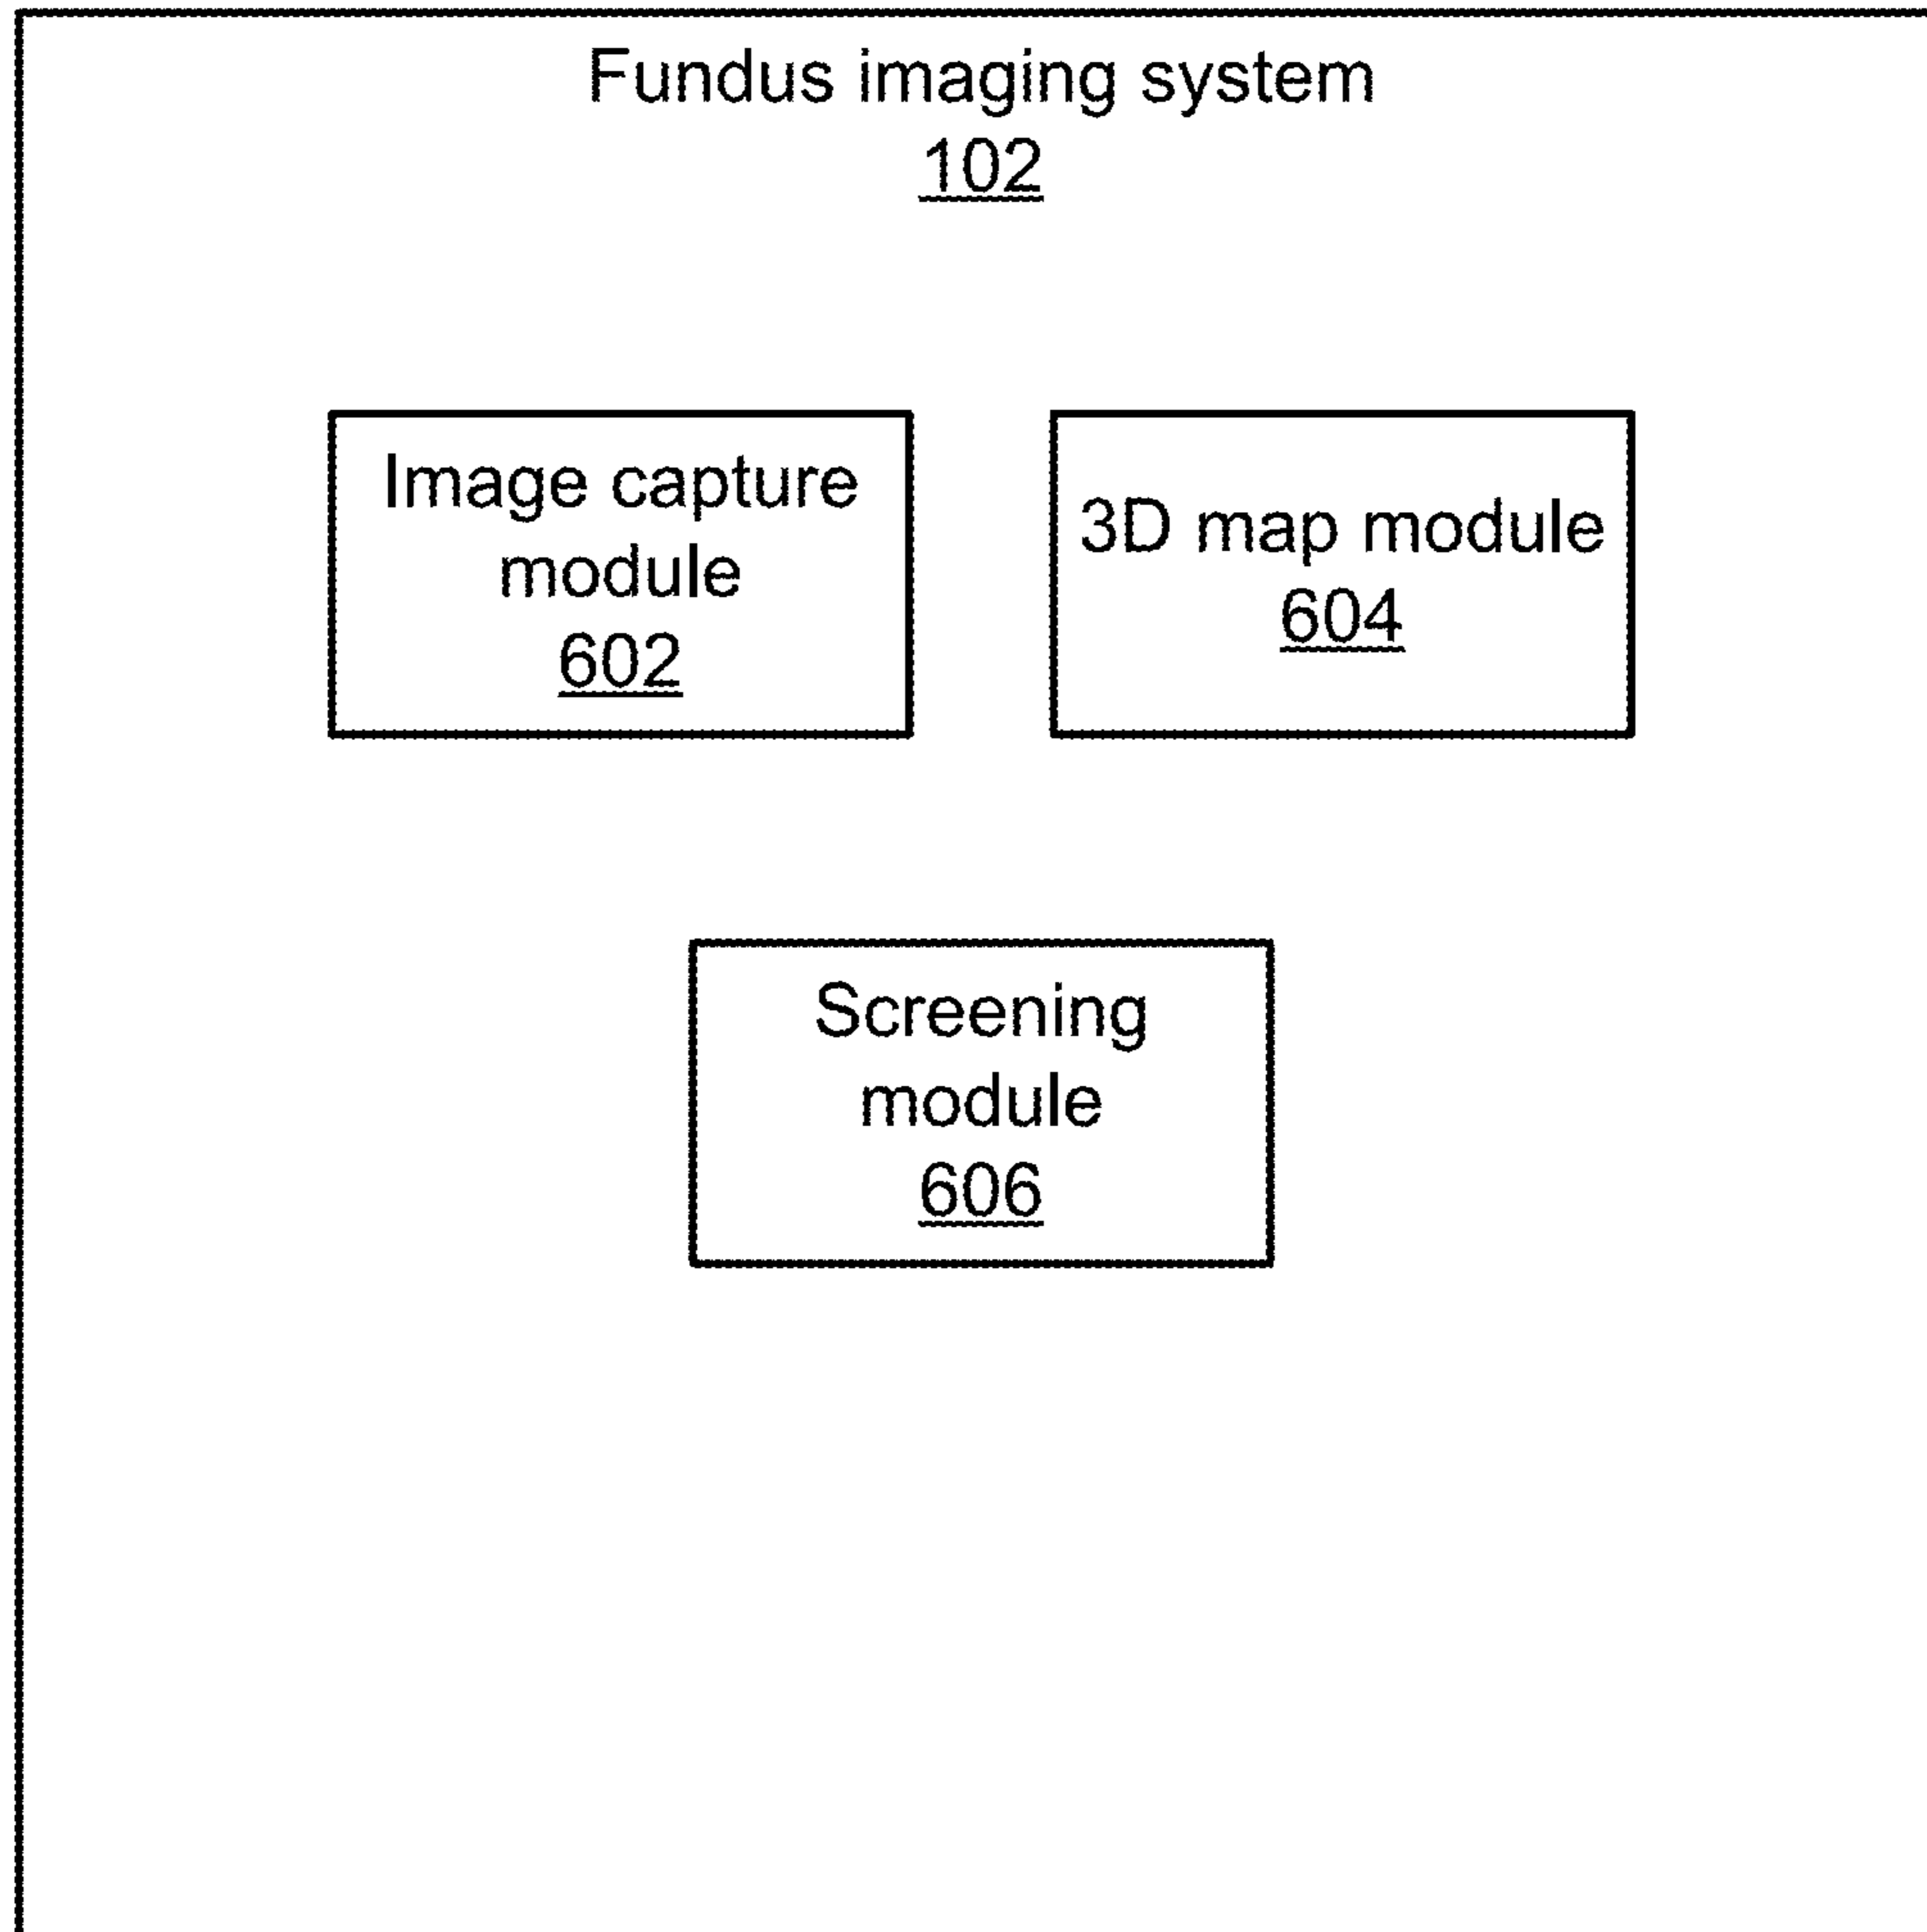 Fundus imaging system
102
Image capture
module
602
3D map module
604
Screening
module
606